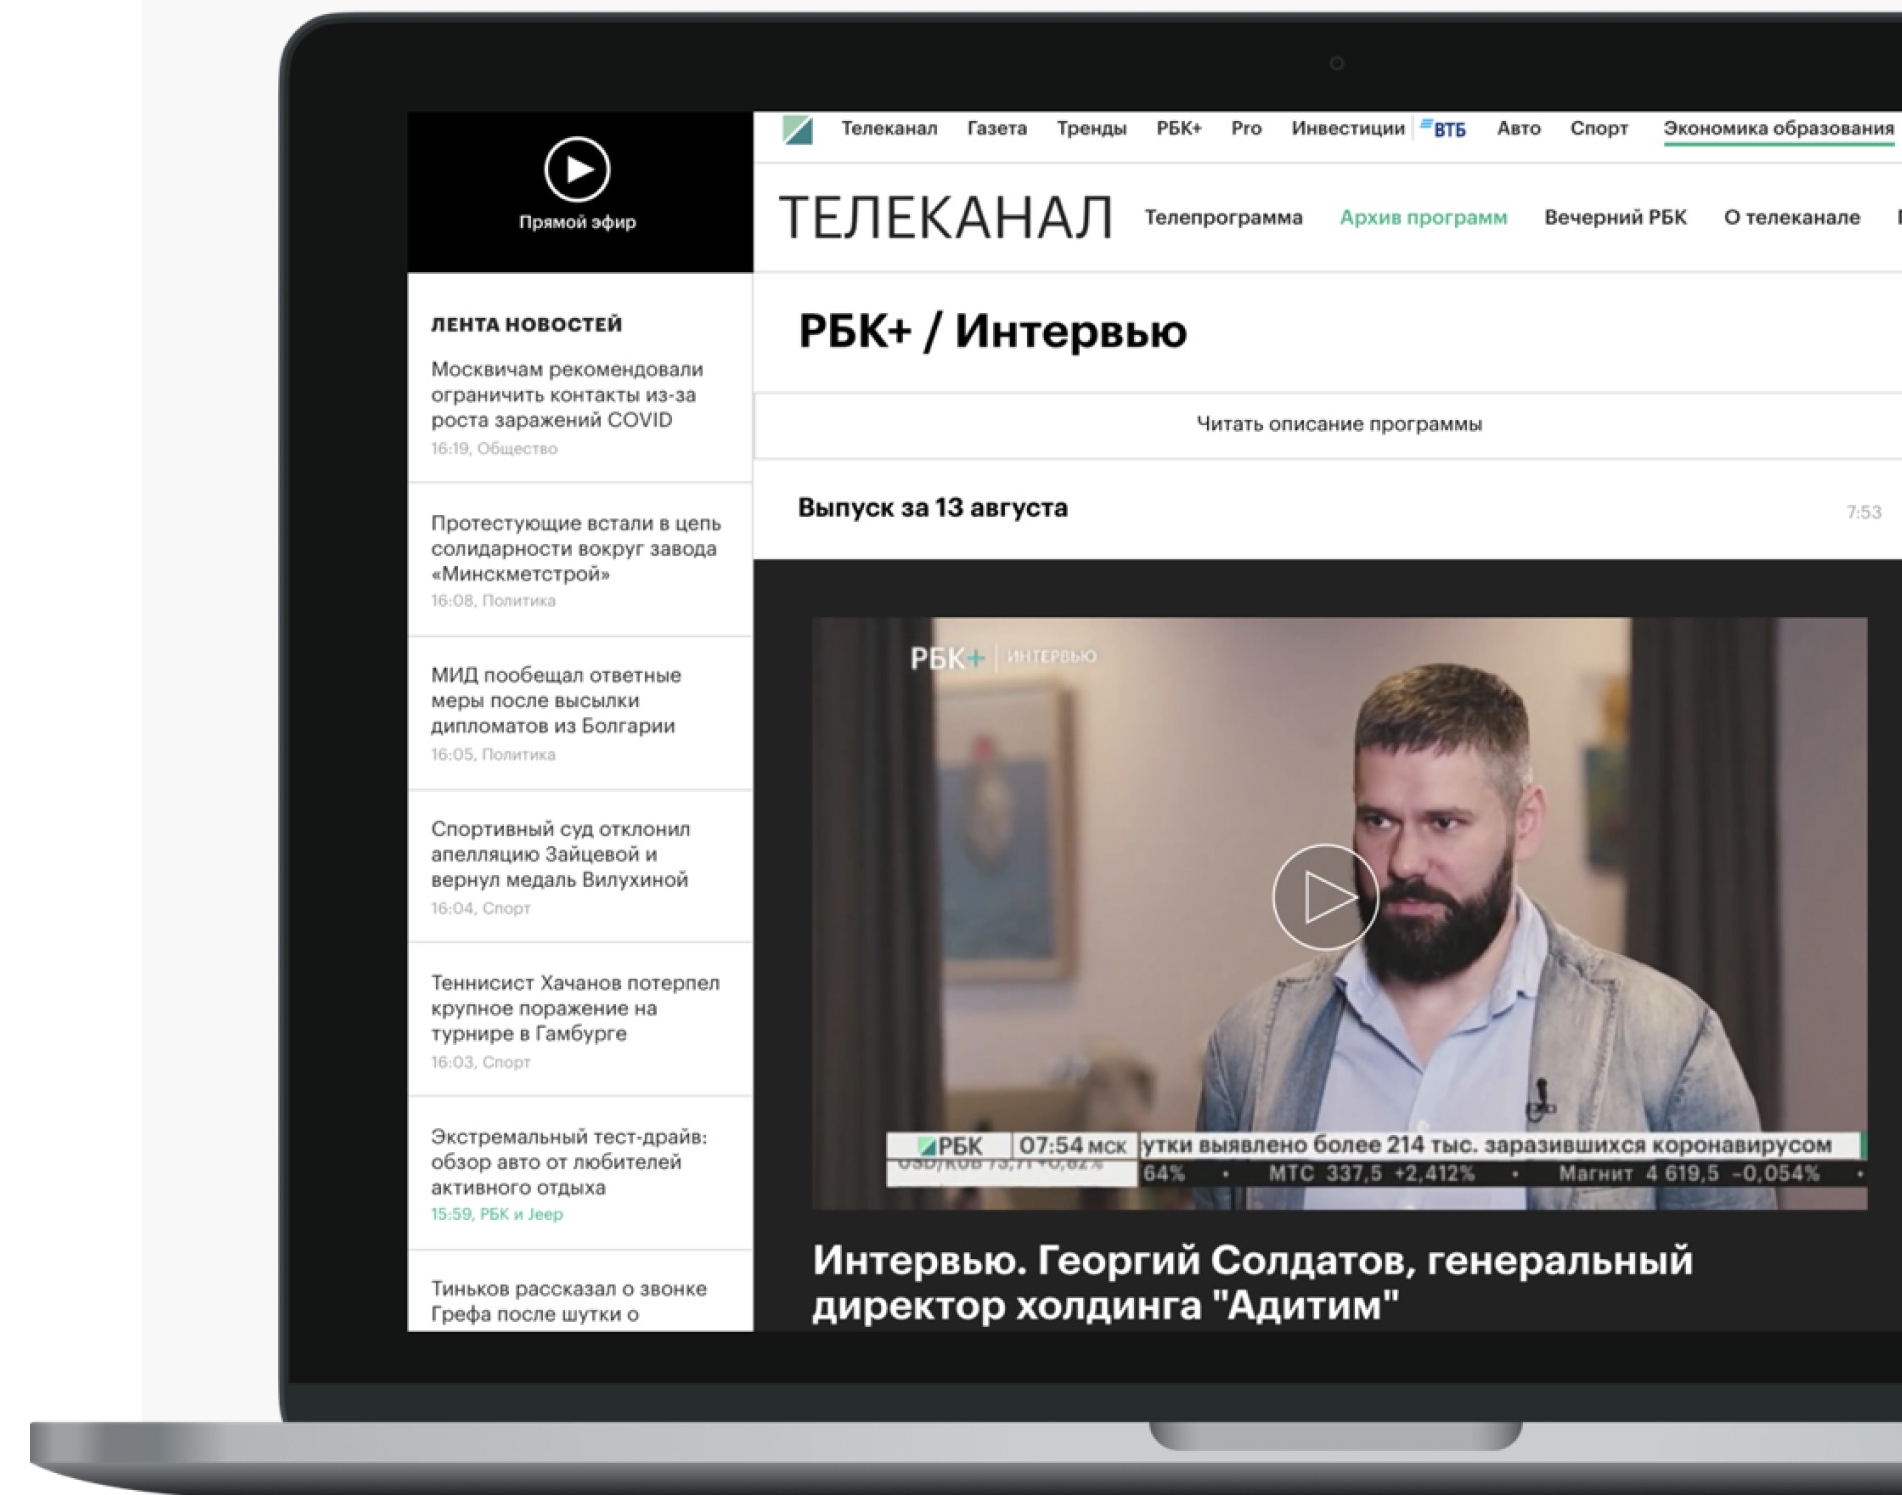 Прямой эфир
ЛЕНТА НОВОСТЕЙ
Москвичам рекомендовали
ограничить контакты из-за
роста заражений COVID
16:19, Общество
Протестующие встали в цепь
солидарности вокруг завода
«Минскметстрой»
16:08, Политика
МИД пообещал ответные
меры после высылки
дипломатов из Болгарии
16:05, Политика
Спортивный суд отклонил
апелляцию Зайцевой и
вернул медаль Вилухиной
16:04, Спорт
Теннисист Хачанов потерпел
крупное поражение на
турнире в Гамбурге
16:03, Спорт
Экстремальный тест-драйв:
обзор авто от любителей
активного отдыха
15:59, РБК и Jeep
Тиньков рассказал о звонке
Грефа после шутки о
Телеканал Газета Тренды РБК+ Pro Инвестиции ВТБ Авто Спорт Экономика образования
ТЕЛЕКАНАЛ Телепрограмма Архив программ Вечерний РБК О телеканале
РБК+ / Интервью
Читать описание программы
Выпуск за 13 августа 7:53
РБК+ ИНТЕРВЬЮ
РБК 07:54 МСК утки выявлено более 214 тыс. заразившихся коронавирусом
USD/RUB 73,71 +0,82% 64% • МТС 337,5 +2,412% • Магнит 4 619,5 -0,054% •
Интервью. Георгий Солдатов, генеральный
директор холдинга "Адитим"